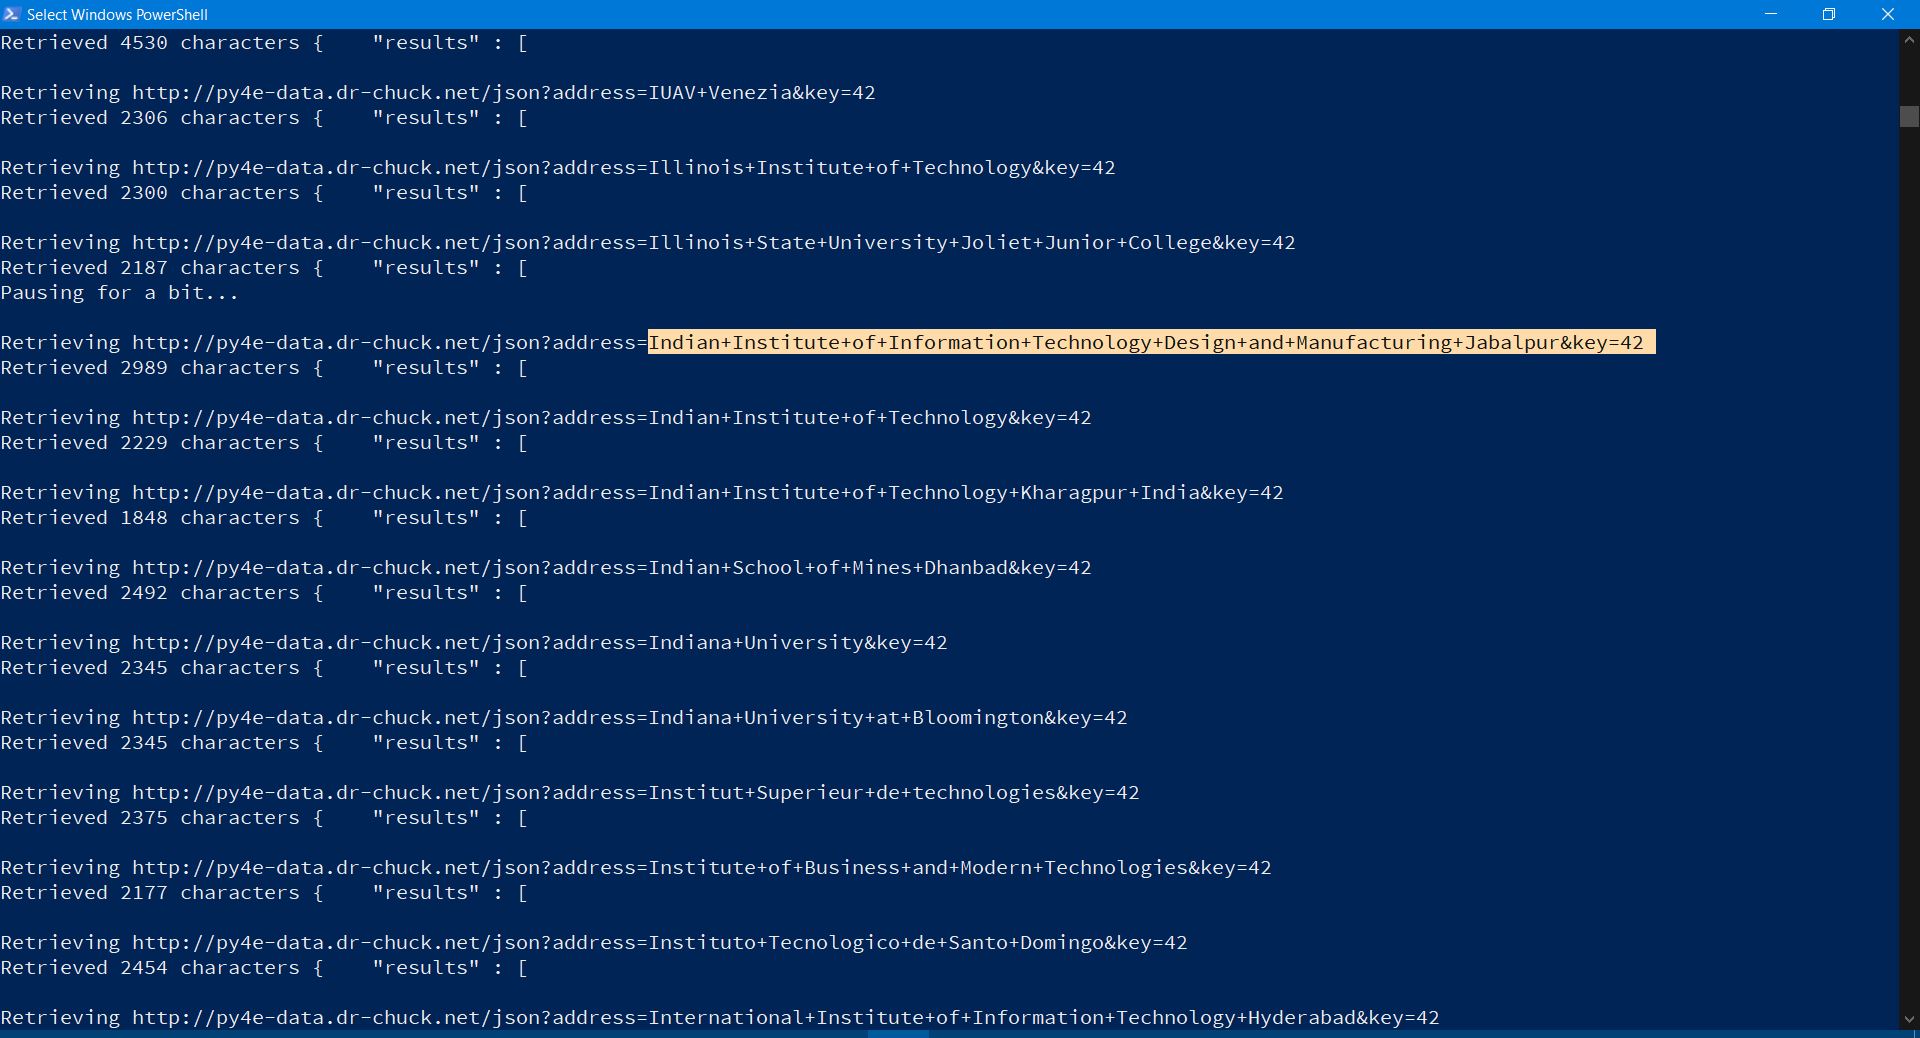 Select Windows PowerShell
Retrieved 4530 characters {    "results" : [
Retrieving http://py4e-data.dr-chuck.net/json?address=IUAV+Venezia&key=42
Retrieved 2306 characters {    "results" : [
Retrieving http://py4e-data.dr-chuck.net/json?address=Illinois+Institute+of+Technology&key=42
Retrieved 2300 characters {    "results" : [
Retrieving http://py4e-data.dr-chuck.net/json?address=Illinois+State+University+Joliet+Junior+College&key=42
Retrieved 2187 characters {    "results" : [
Pausing for a bit...
Retrieving http://py4e-data.dr-chuck.net/json?address=Indian+Institute+of+Information+Technology+Design+and+Manufacturing+Jabalpur&key=42
Retrieved 2989 characters {    "results" : [
Retrieving http://py4e-data.dr-chuck.net/json?address=Indian+Institute+of+Technology&key=42
Retrieved 2229 characters {    "results" : [
Retrieving http://py4e-data.dr-chuck.net/json?address=Indian+Institute+of+Technology+Kharagpur+India&key=42
Retrieved 1848 characters {    "results" : [
Retrieving http://py4e-data.dr-chuck.net/json?address=Indian+School+of+Mines+Dhanbad&key=42
Retrieved 2492 characters {    "results" : [
Retrieving http://py4e-data.dr-chuck.net/json?address=Indiana+University&key=42
Retrieved 2345 characters {    "results" : [
Retrieving http://py4e-data.dr-chuck.net/json?address=Indiana+University+at+Bloomington&key=42
Retrieved 2345 characters {    "results" : [
Retrieving http://py4e-data.dr-chuck.net/json?address=Institut+Superieur+de+technologies&key=42
Retrieved 2375 characters {    "results" : [
Retrieving http://py4e-data.dr-chuck.net/json?address=Institute+of+Business+and+Modern+Technologies&key=42
Retrieved 2177 characters {    "results" : [
Retrieving http://py4e-data.dr-chuck.net/json?address=Instituto+Tecnologico+de+Santo+Domingo&key=42
Retrieved 2454 characters {    "results" : [
Retrieving http://py4e-data.dr-chuck.net/json?address=International+Institute+of+Information+Technology+Hyderabad&key=42